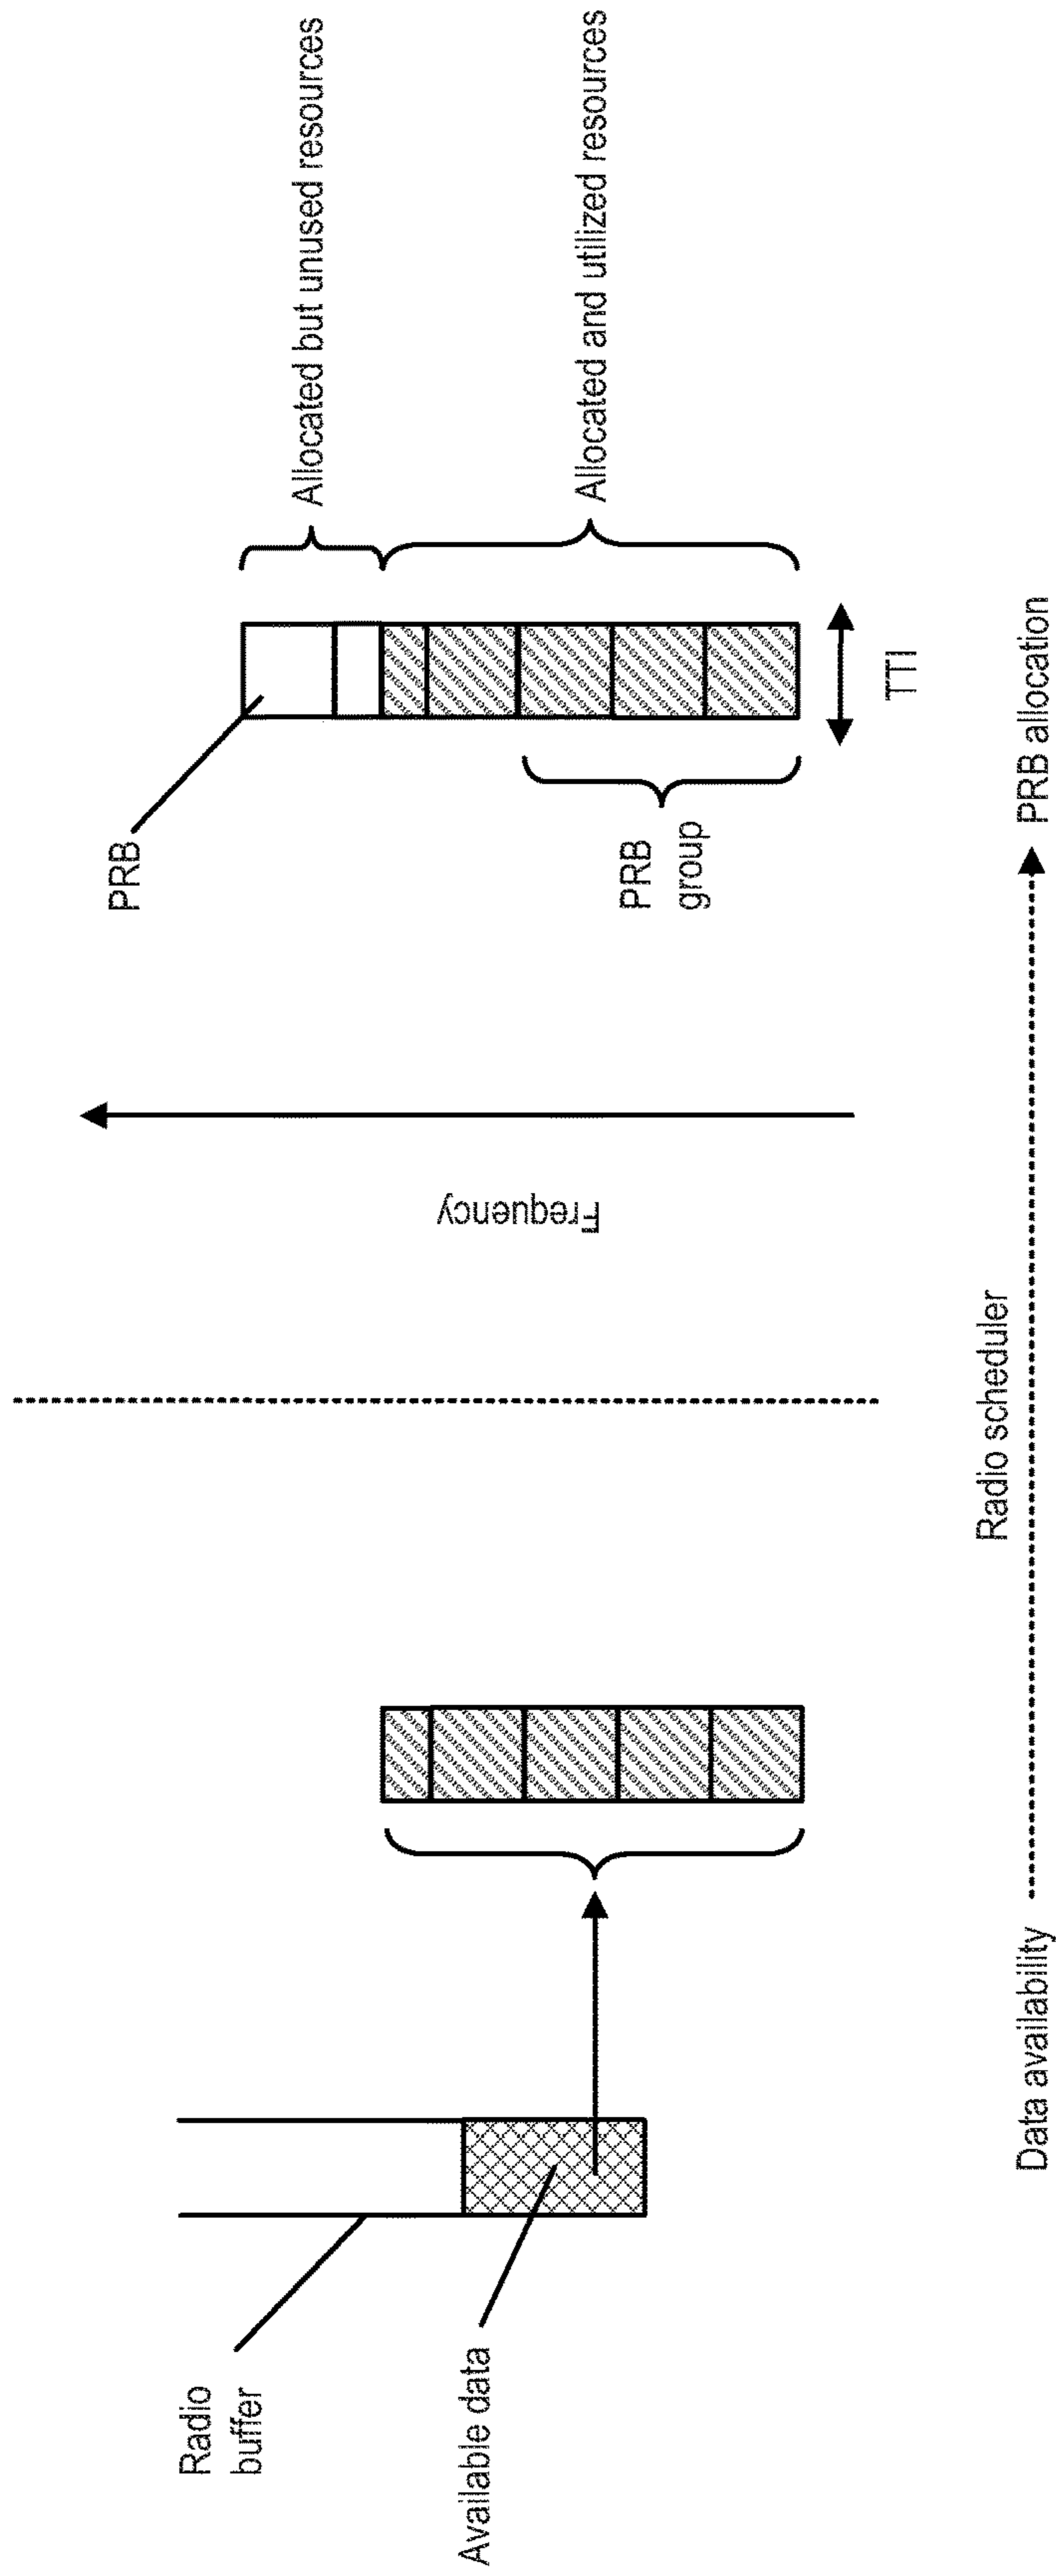 Radio
buffer
Available data
Frequency
PRB
PRB
group
TTI
Allocated but unused resources
Allocated and utilized resources
Data availability
Radio scheduler
PRB allocation